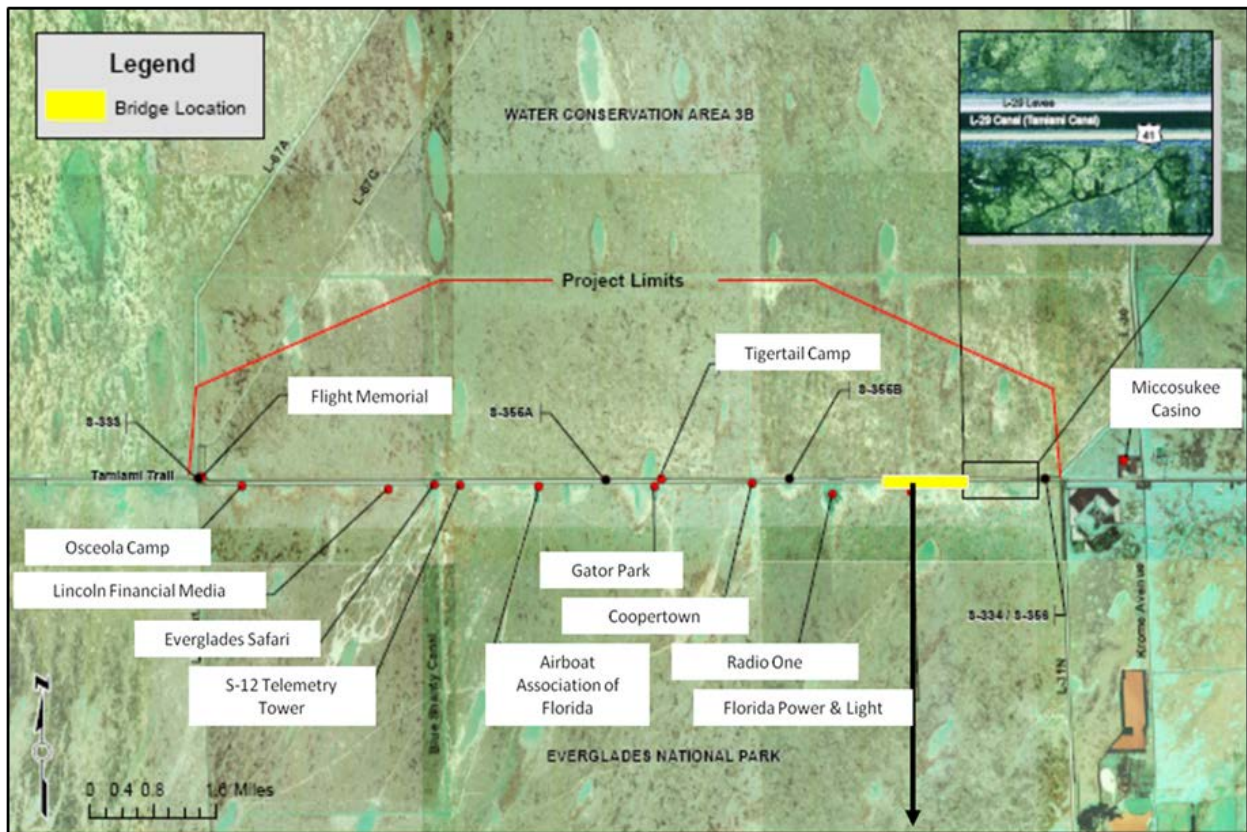 Legend
Bridge Location
WATER CONSERVATION AREA 3B
L-29 Levee
L-29 Canal (Tamiami Canal)
41
L-67A
L-67C
L-30
Project Limits
Tigertail Camp
Flight Memorial
S-333
S-355A
S-355B
Miccosukee
Casino
Tamiami Trail
Osceola Camp
Lincoln Financial Media
Everglades Safari
S-12 Telemetry
Tower
Blue Shanty Canal
Airboat
Association of
Florida
Gator Park
Coopertown
Radio One
Florida Power & Light
S-334 / S-356
L-31N
Krome Avenue
EVERGLADES NATIONAL PARK
N
0 0.4 0.8 1.6 Miles